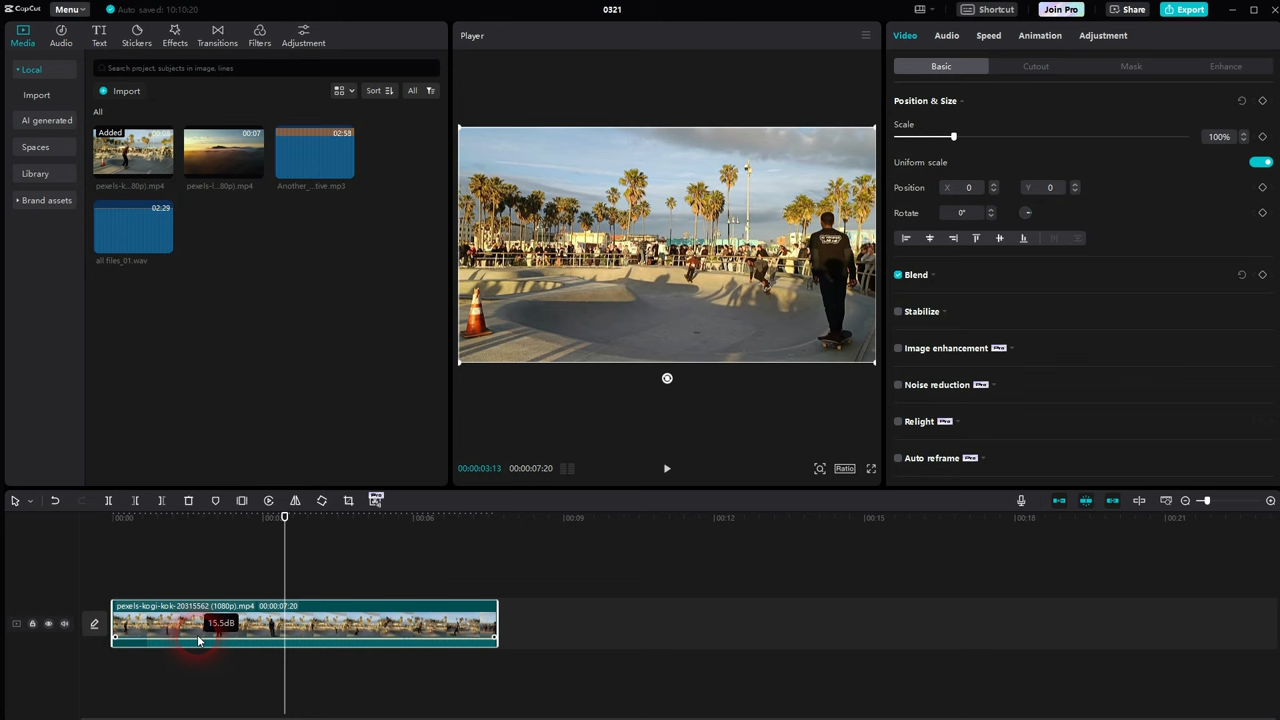 CapCut
Menu
Auto saved: 10:10:20
0321
Shortcut
Join Pro
Share
Export
Media
Audio
Text
Stickers
Effects
Transitions
Filters
Adjustment
Local
Import
AI generated
Spaces
Library
Brand assets
Search project, subjects in image, lines
Import
Sort
All
All
Added
pexels-k...80p).mp4
00:07
pexels-l...80p).mp4
02:58
Another_...tive.mp3
02:29
all files_01.wav
Player
00:00:03:13
00:00:07:20
Ratio
Video
Audio
Speed
Animation
Adjustment
Basic
Cutout
Mask
Enhance
Position & Size
Scale
100%
Uniform scale
Position
X 0
Y 0
Rotate
0°
Blend
Stabilize
Image enhancement Pro
Noise reduction Pro
Relight Pro
Auto reframe Pro
Pro
00:00
00:06
00:09
00:12
00:15
00:18
00:21
pexels-kogi-kok-20315562 (1080p).mp4 00:00:07:20
15.5dB